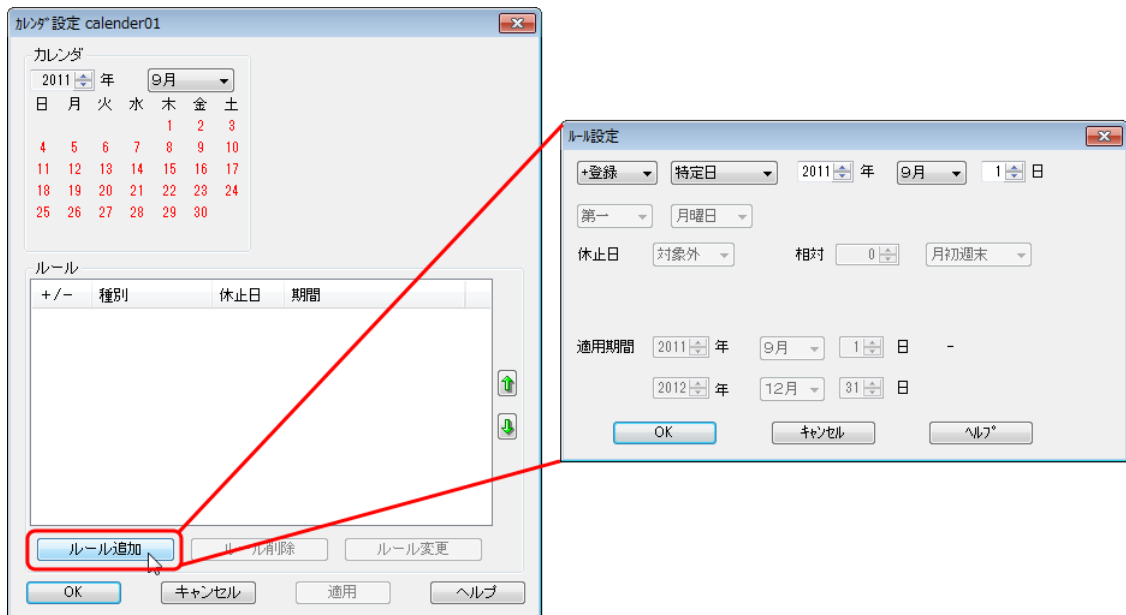 ｶﾚﾝﾀﾞ設定 calender01
カレンダ
2011 年 9月
日 月 火 水 木 金 土
1 2 3
4 5 6 7 8 9 10
11 12 13 14 15 16 17
18 19 20 21 22 23 24
25 26 27 28 29 30
ルール
+/− 種別 休止日 期間
ルール追加 ルール削除 ルール変更
OK キャンセル 適用 ヘルプ
ﾙｰﾙ設定
+登録 特定日 2011 年 9月 1 日
第一 月曜日
休止日 対象外 相対 0 月初週末
適用期間 2011 年 9月 1 日 -
2012 年 12月 31 日
OK ｷｬﾝｾﾙ ﾍﾙﾌﾟ